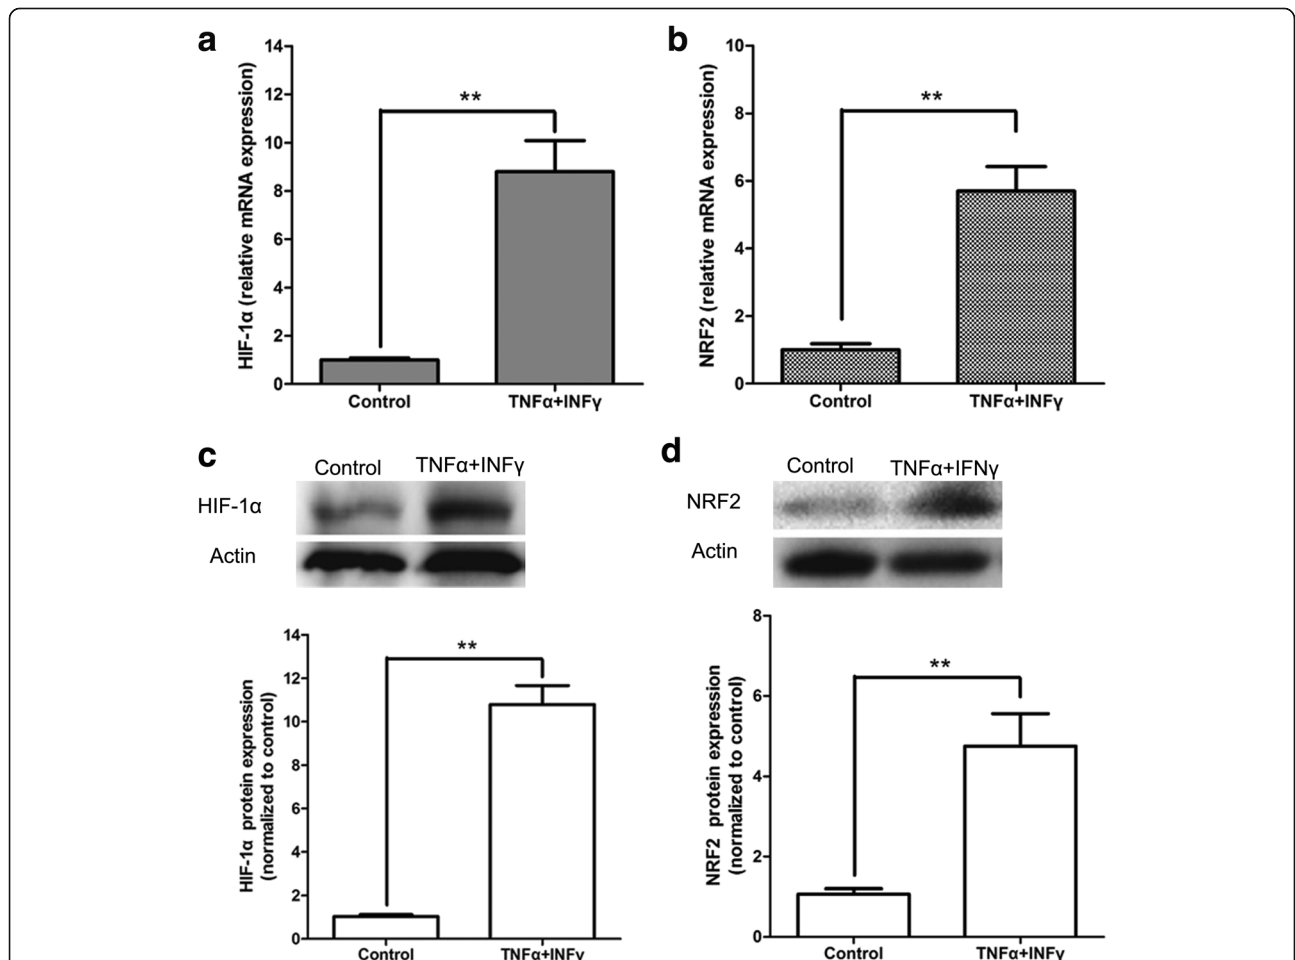 a
14
12
10
8
6
4
2
0
HIF-1α (relative mRNA expression)
**
Control
TNFα+INFγ
b
10
8
6
4
2
0
NRF2 (relative mRNA expression)
**
Control
TNFα+INFγ
c
Control
TNFα+INFγ
HIF-1α
Actin
14
12
10
8
6
4
2
0
HIF-1α protein expression
(normalized to control)
**
Control
TNFα+INFγ
d
Control
TNFα+IFNγ
NRF2
Actin
8
6
4
2
0
NRF2 protein expression
(normalized to control)
**
Control
TNFα+INFγ